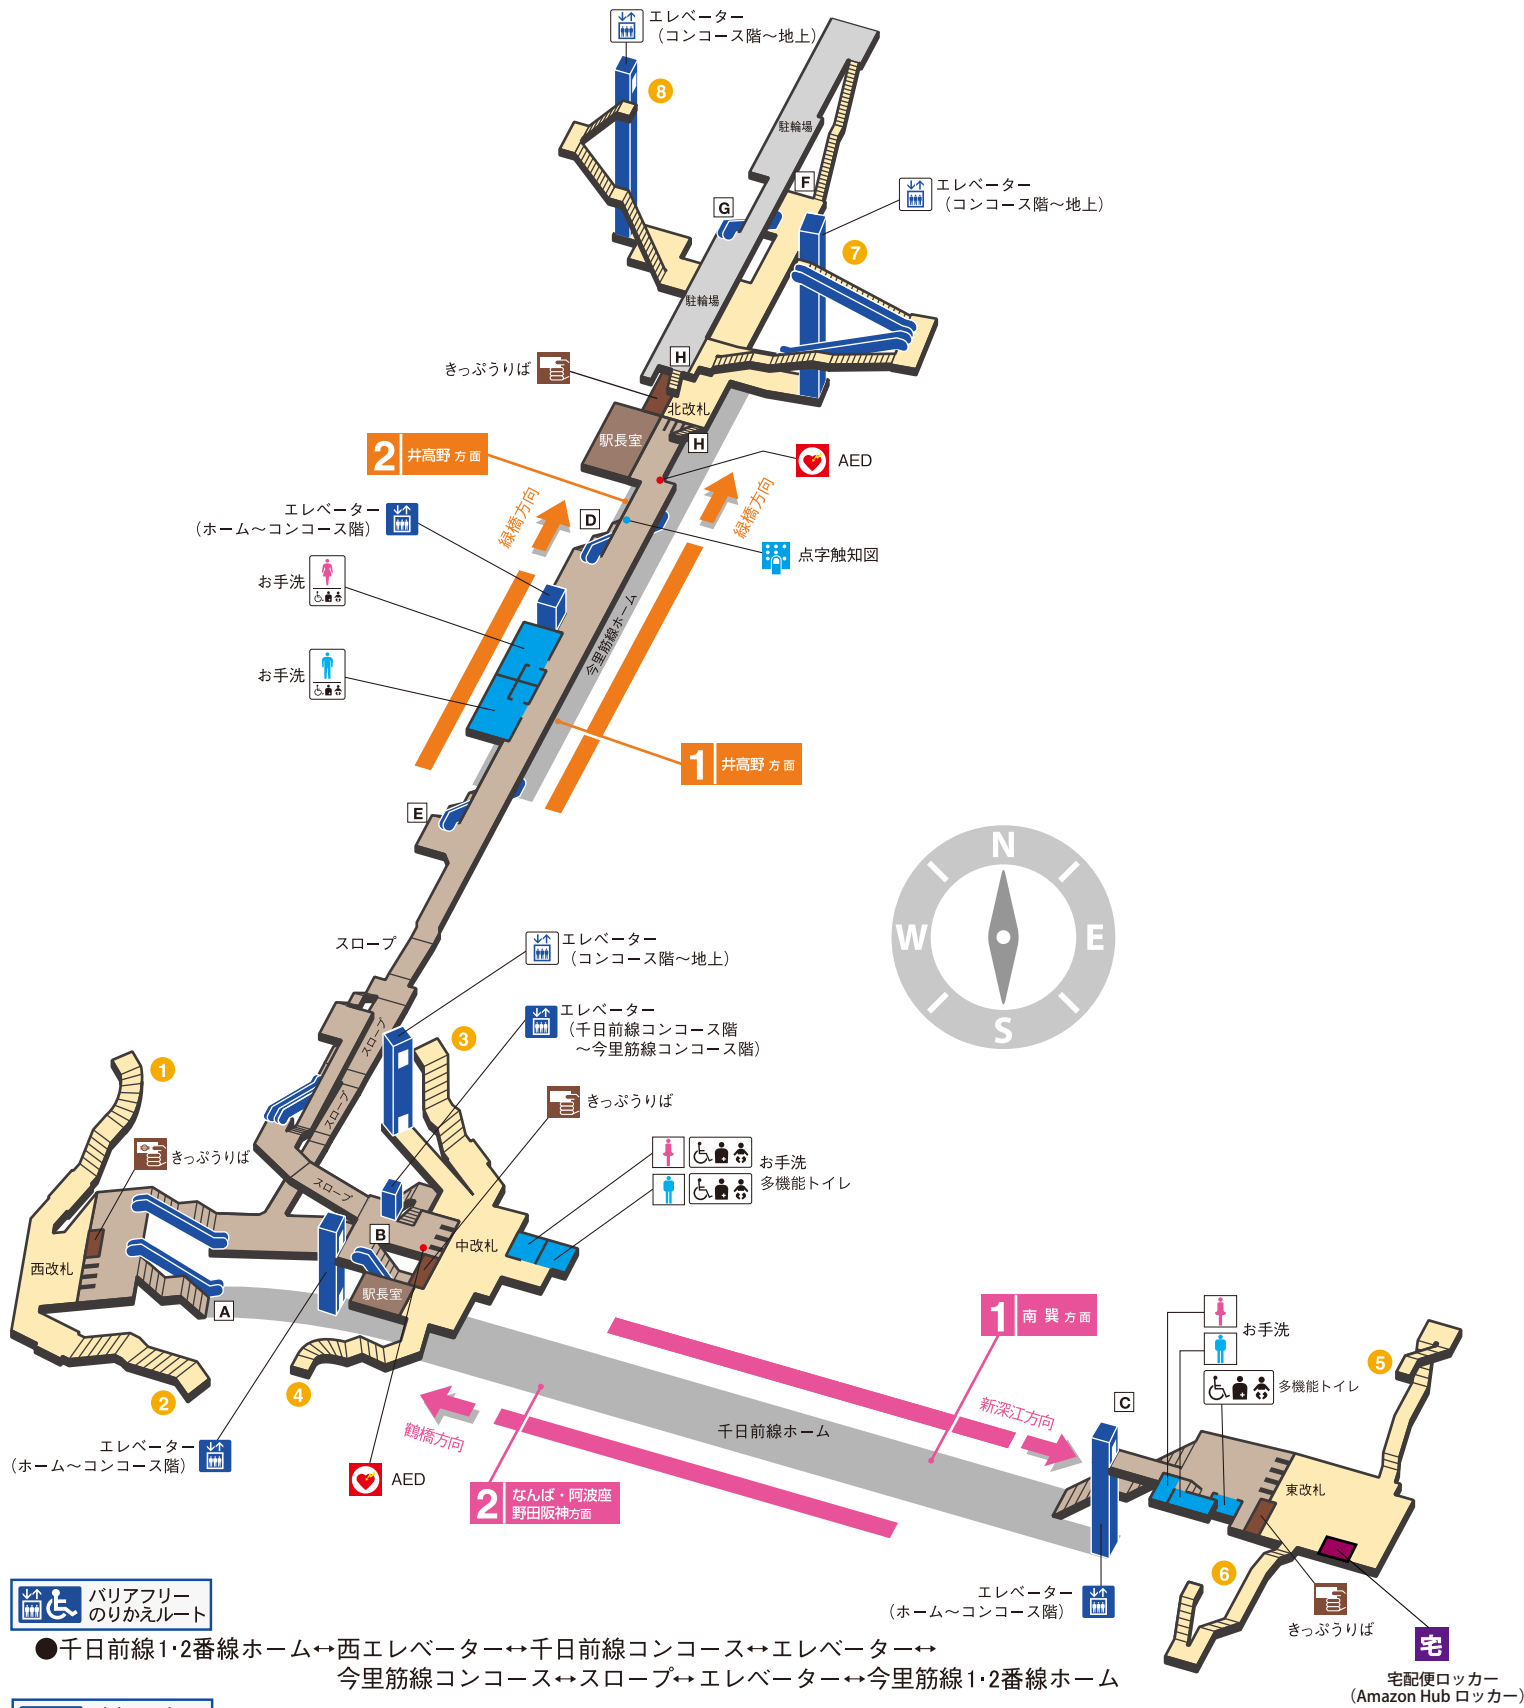 エレベーター
（コンコース階～地上）
8
駐輪場
F
エレベーター
（コンコース階～地上）
G
7
駐輪場
H
きっぷうりば
北改札
駅長室
H
2 井高野 方面
AED
緑橋方向
緑橋方向
エレベーター
（ホーム～コンコース階）
D
点字触知図
お手洗
今里筋線ホーム
お手洗
1 井高野 方面
E
N
W
E
S
スロープ
エレベーター
（コンコース階～地上）
エレベーター
（千日前線コンコース階
～今里筋線コンコース階）
スロープ
3
1
スロープ
きっぷうりば
きっぷうりば
お手洗
多機能トイレ
スロープ
B
中改札
西改札
駅長室
A
1 南巽 方面
お手洗
5
多機能トイレ
4
2
新深江方向
C
鶴橋方向
千日前線ホーム
エレベーター
（ホーム～コンコース階）
AED
2 なんば・阿波座
野田阪神方面
東改札
6
エレベーター
（ホーム～コンコース階）
きっぷうりば
宅
宅配便ロッカー
（Amazon Hub ロッカー）
バリアフリー
のりかえルート
●千日前線1・2番線ホーム↔西エレベーター↔千日前線コンコース↔エレベーター↔
今里筋線コンコース↔スロープ↔エレベーター↔今里筋線1・2番線ホーム